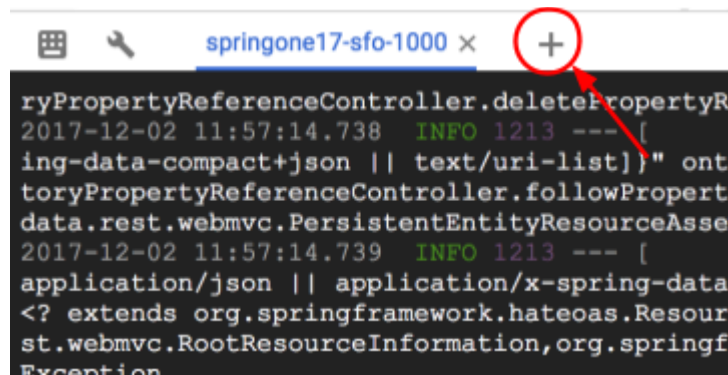 springone17-sfo-1000 × +
ryPropertyReferenceController.deletePropertyR
2017-12-02 11:57:14.738 INFO 1213 --- [
ing-data-compact+json || text/uri-list]}" ont
toryPropertyReferenceController.followPropert
data.rest.webmvc.PersistentEntityResourceAsse
2017-12-02 11:57:14.739 INFO 1213 --- [
application/json || application/x-spring-data
<? extends org.springframework.hateoas.Resour
st.webmvc.RootResourceInformation,org.springf
Exception